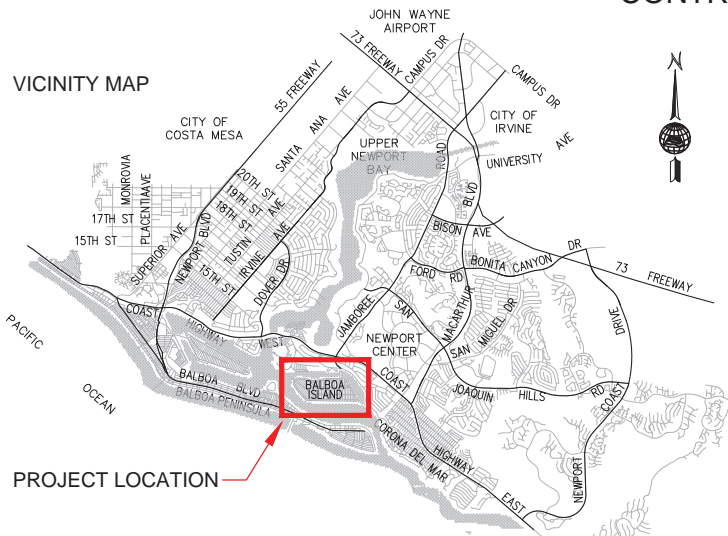 CONTR
JOHN WAYNE
AIRPORT
73 FREEWAY
CAMPUS DR
CAMPUS DR
N
VICINITY MAP
55 FREEWAY
CITY OF
COSTA MESA
SANTA ANA AVE
CITY OF
IRVINE
UPPER
NEWPORT
BAY
ROAD
UNIVERSITY AVE
MONROVIA
PLACENTIAAVE
20TH ST
19TH ST
18TH ST
17TH ST
15TH ST
SUPERIOR AVE
NEWPORT BLVD
TUSTIN AVE
IRVINE AVE
15TH ST
DOVER DR
BLVD
BISON AVE
BONITA CANYON DR
FORD RD
73 FREEWAY
JAMBOREE
SAN
MACARTHUR
SAN MIGUEL DR
DRIVE
COAST
HIGHWAY
WEST
NEWPORT
CENTER
PACIFIC
OCEAN
BALBOA BLVD
BALBOA PENINSULA
BALBOA
ISLAND
COAST
JOAQUIN HILLS RD
COAST
CORONA DEL MAR
HIGHWAY
EAST
NEWPORT
PROJECT LOCATION